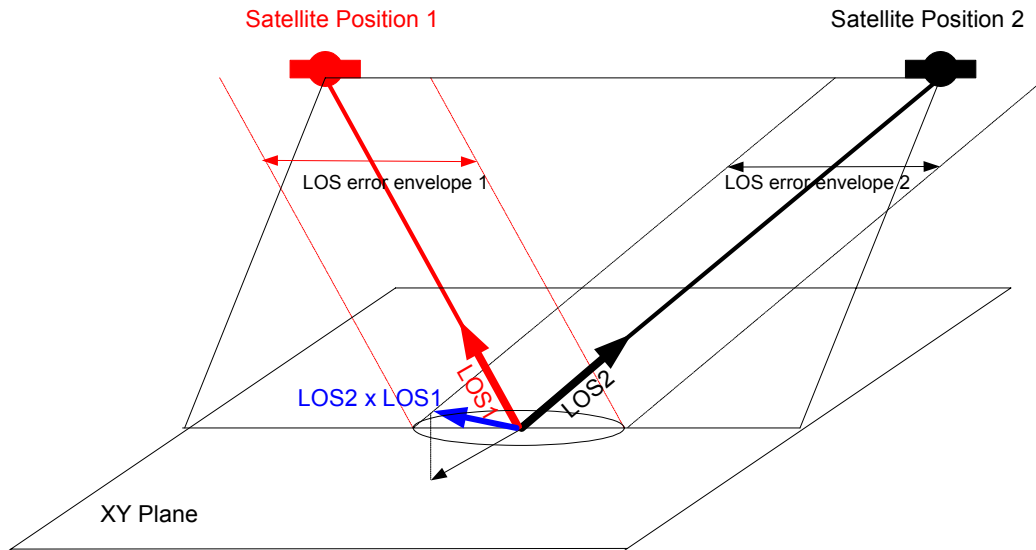 Satellite Position 1
Satellite Position 2
LOS error envelope 1
LOS error envelope 2
LOS1
LOS2
LOS2 x LOS1
XY Plane